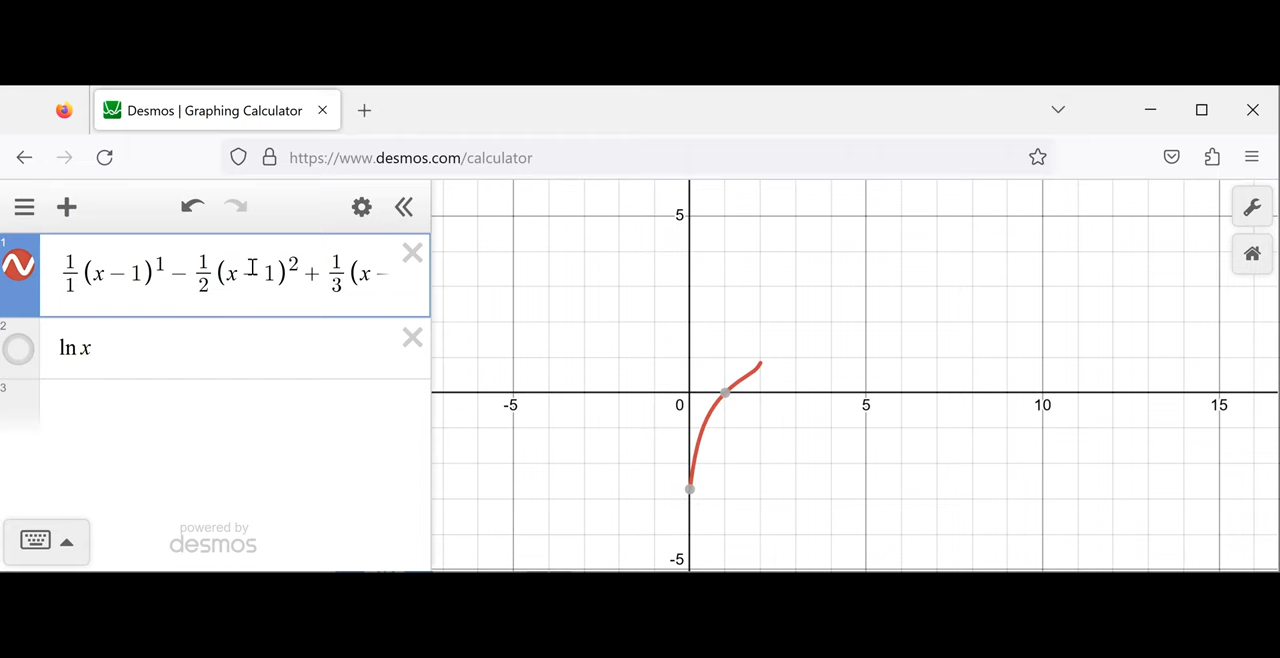 Desmos | Graphing Calculator
https://www.desmos.com/calculator
1
1/1 (x − 1)^1 − 1/2 (x − 1)^2 + 1/3 (x −
2
ln x
3
powered by
desmos
5
-5 0 5 10 15
-5